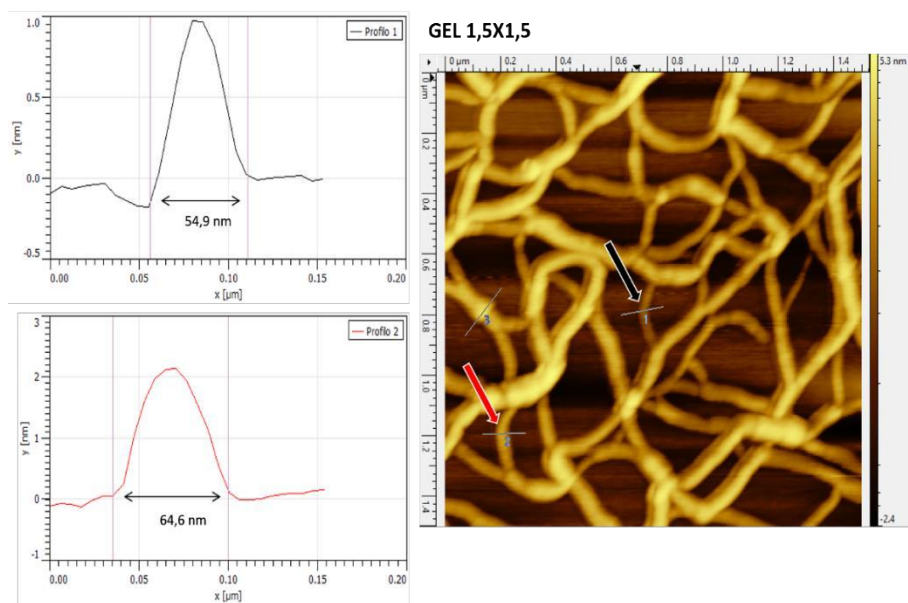 Profilo 1
1.0
0.5
0.0
-0.5
y [nm]
54,9 nm
0.00 0.05 0.10 0.15 0.20
x [µm]
Profilo 2
3
2
1
0
-1
y [nm]
64,6 nm
0.00 0.05 0.10 0.15 0.20
x [µm]
GEL 1,5X1,5
0 µm 0.2 0.4 0.6 0.8 1.0 1.2 1.4
0 µm
0.2
0.4
0.6
0.8
1.0
1.2
1.4
1
2
3
5.3 nm
-2.4